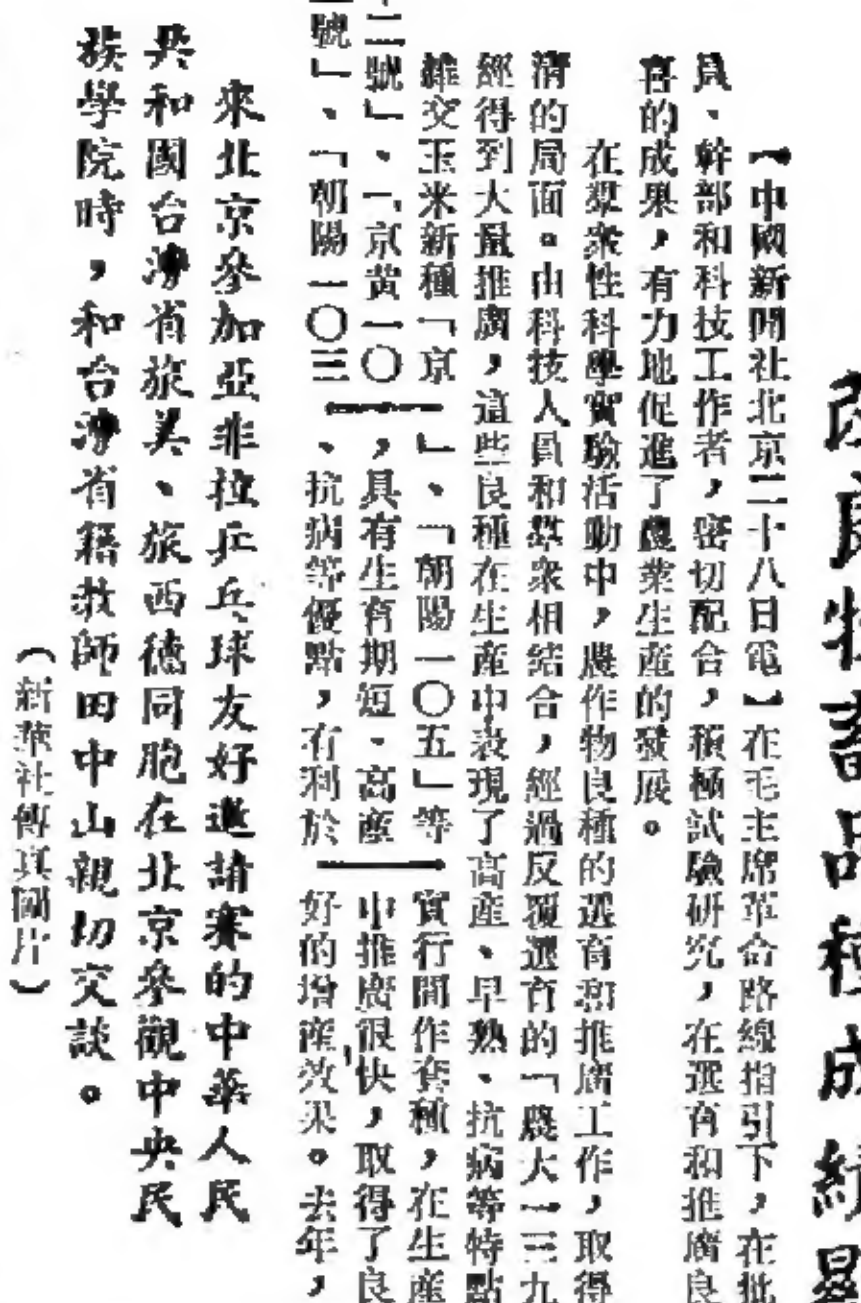 良牧畜品種成績
【中國新聞社北京二十八日電】在毛主席革命路線指引下，在批
員、幹部和科技工作者，密切配合，積極試驗研究，在選育和推廣良
喜的成果，有力地促進了農業生產的發展。
在羣衆性科學實驗活動中，農作物良種的選育和推廣工作，取得
清的局面。由科技人員和羣衆相結合，經過反覆選育的「農大一三九
經得到大量推廣，這些良種在生產中表現了高產、早熟、抗病等特點
雜交玉米新種「京
二號」、「京黄一〇
號」、「朝陽一〇三
」、「朝陽一〇五」等
，具有生育期短、高產
、抗病等優點，有利於
實行間作套種，在生產
中推廣很快，取得了良
好的增產效果。去年，
來北京參加亞非拉乒乓球友好邀請賽的中華人民
共和國台灣省旅美、旅西德同胞在北京參觀中央民
族學院時，和台灣省籍教師田中山親切交談。
（新華社傳真圖片）